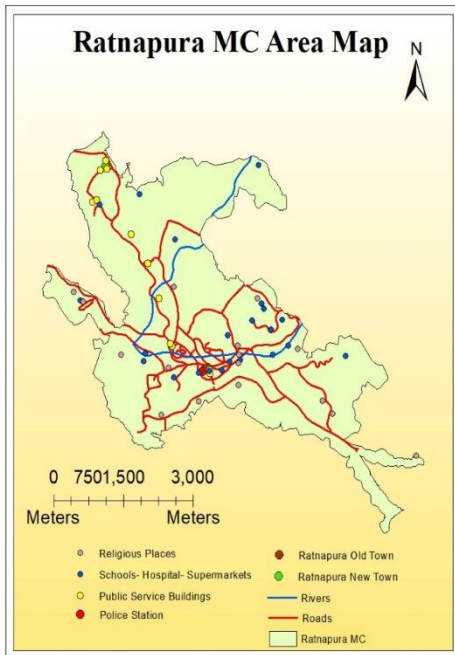 Ratnapura MC Area Map
N
0 7501,500 3,000
Meters Meters
Religious Places
Schools- Hospital- Supermarkets
Public Service Buildings
Police Station
Ratnapura Old Town
Ratnapura New Town
Rivers
Roads
Ratnapura MC